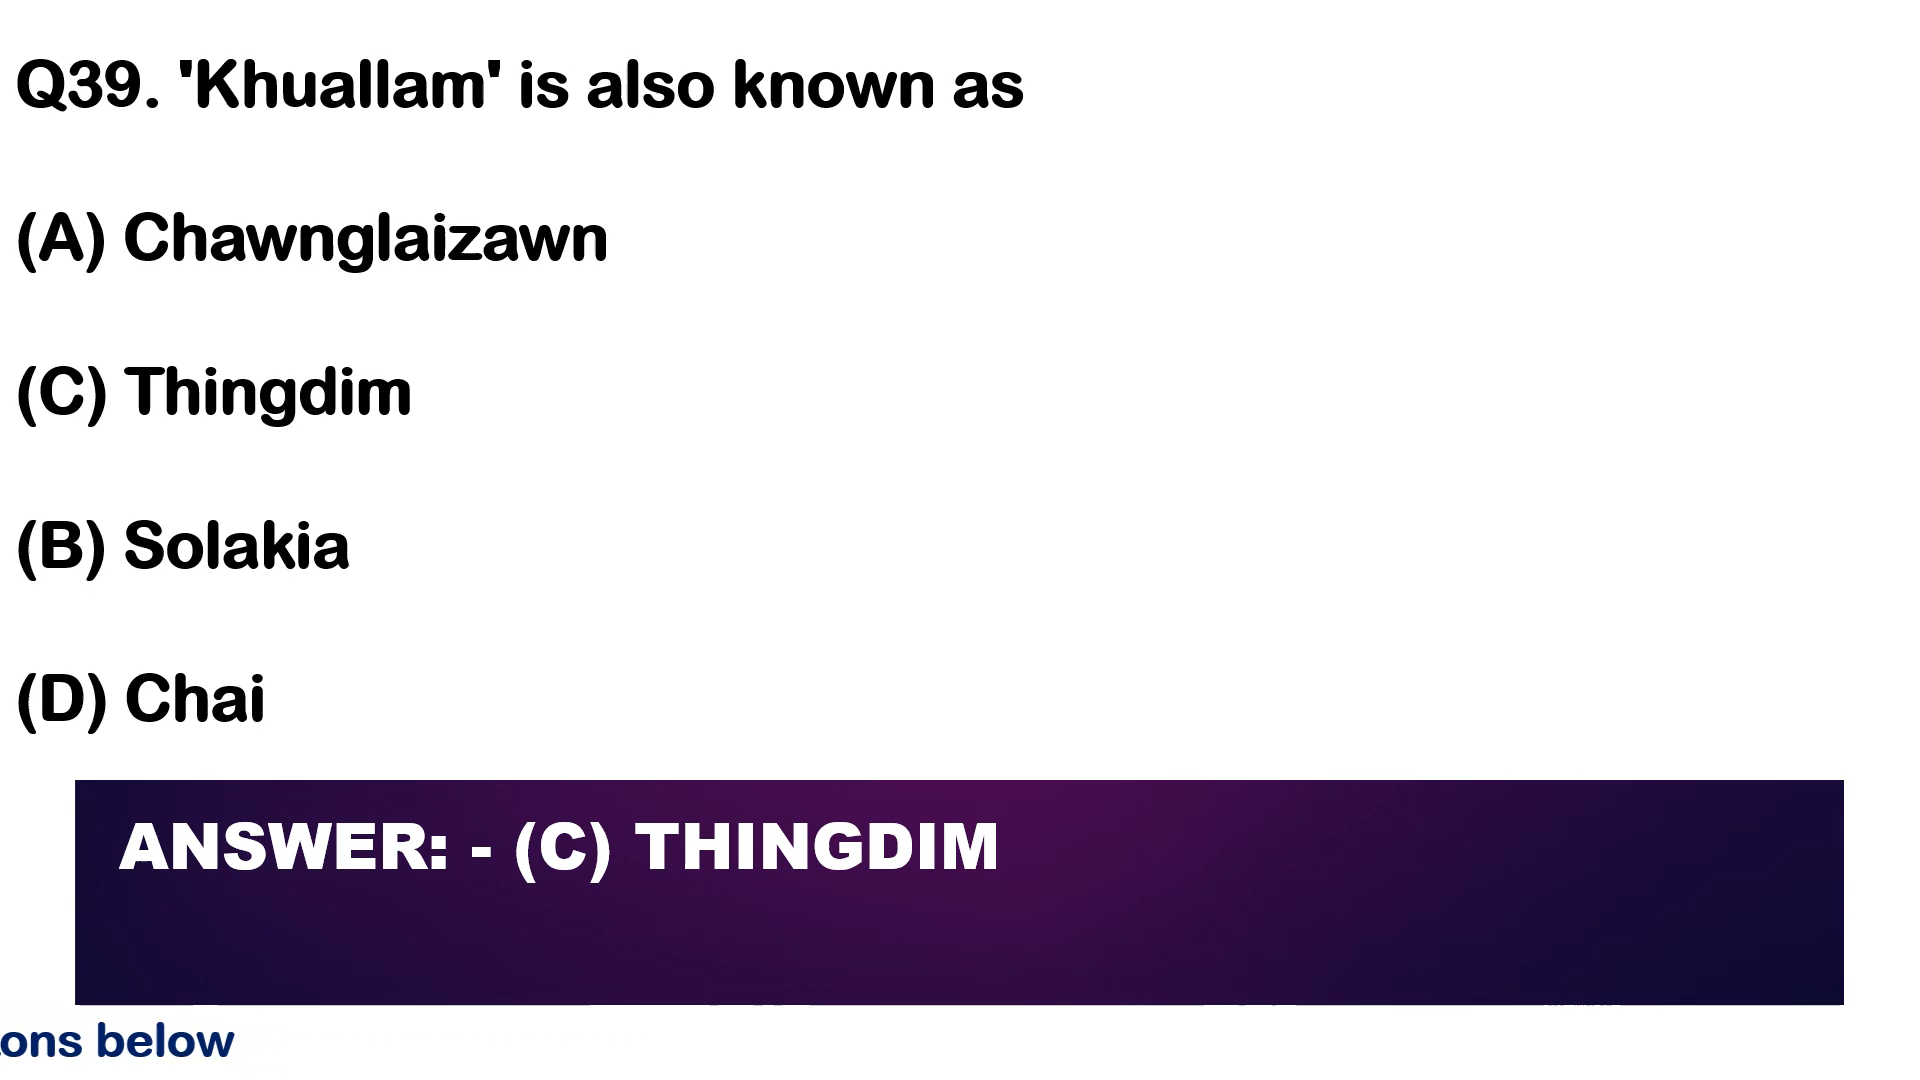 Q39. 'Khuallam' is also known as
(A) Chawnglaizawn
(C) Thingdim
(B) Solakia
(D) Chai
ANSWER: - (C) THINGDIM
ons below